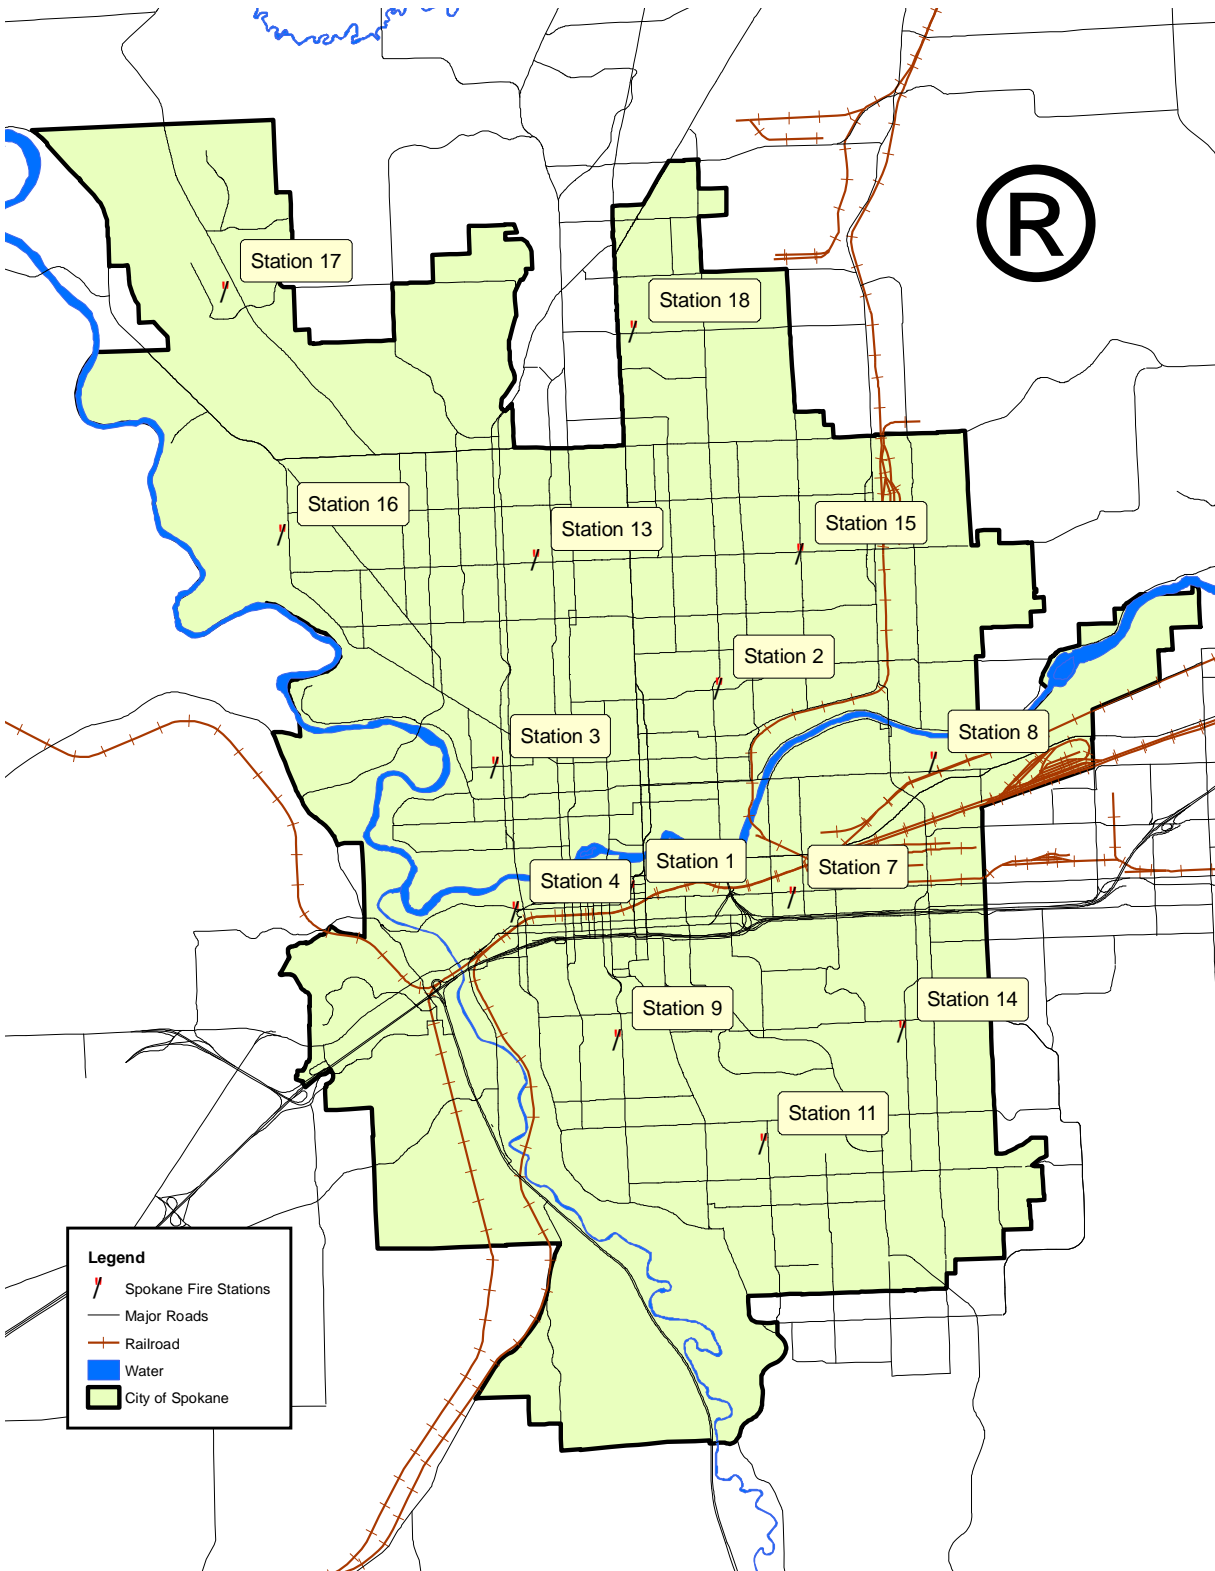 ®
Station 17
Station 18
Station 16
Station 13
Station 15
Station 2
Station 3
Station 8
Station 1
Station 7
Station 4
Station 14
Station 9
Station 11
Legend
Spokane Fire Stations
Major Roads
Railroad
Water
City of Spokane